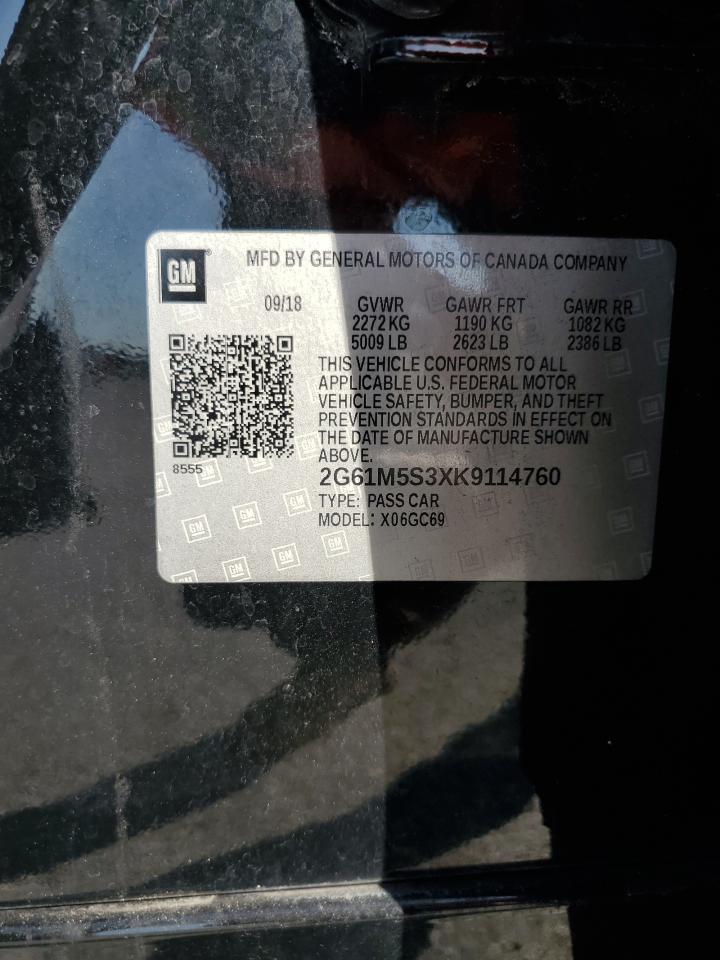 GM
MFD BY GENERAL MOTORS OF CANADA COMPANY
09/18 GVWR GAWR FRT GAWR RR
2272 KG 1190 KG 1082 KG
5009 LB 2623 LB 2386 LB
THIS VEHICLE CONFORMS TO ALL
APPLICABLE U.S. FEDERAL MOTOR
VEHICLE SAFETY, BUMPER, AND THEFT
PREVENTION STANDARDS IN EFFECT ON
THE DATE OF MANUFACTURE SHOWN
ABOVE.
8555
2G61M5S3XK9114760
TYPE: PASS CAR
MODEL: X06GC69